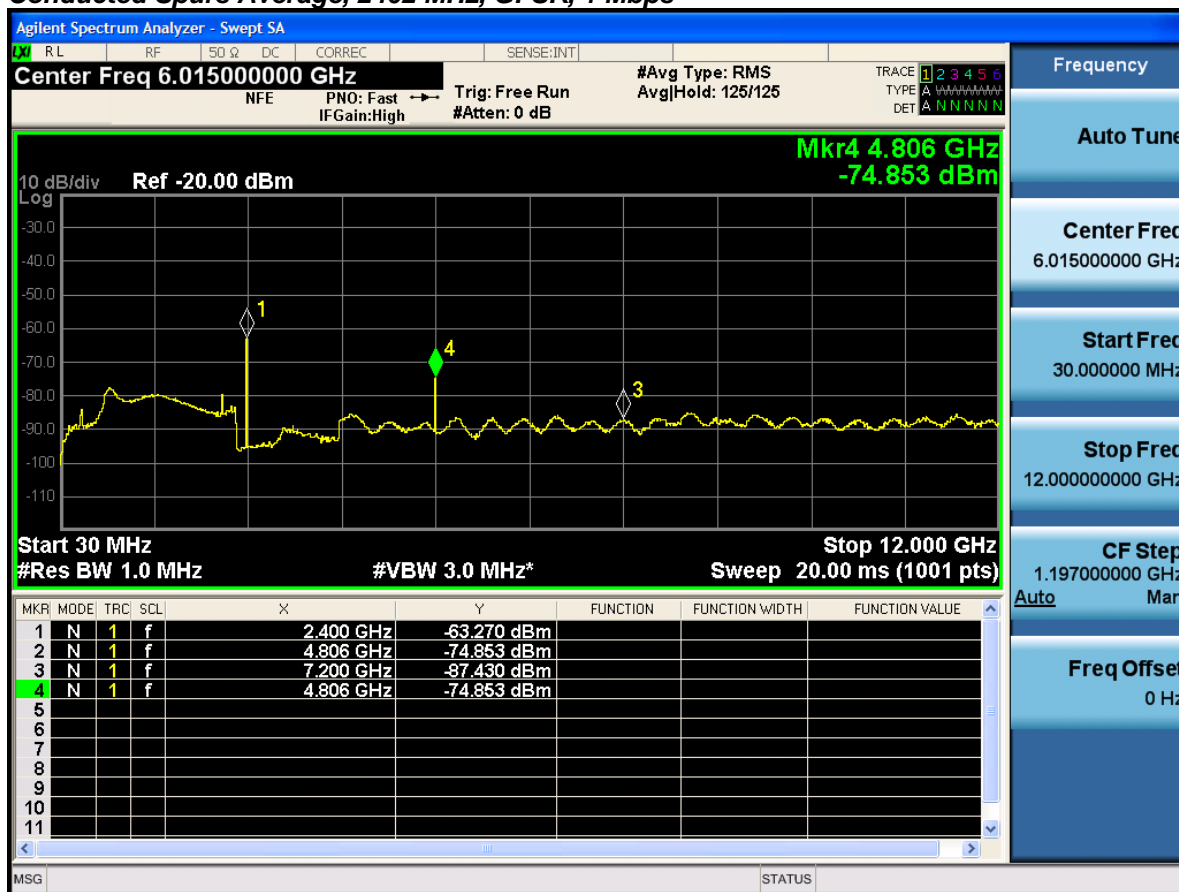 Conducted Spurs Average, 2402 MHz, GFSK, 1 Mbps
Agilent Spectrum Analyzer - Swept SA
LXI RL RF 50 Ω DC CORREC SENSE:INT
Center Freq 6.015000000 GHz
NFE PNO: Fast IFGain:High
Trig: Free Run
#Atten: 0 dB
#Avg Type: RMS
Avg|Hold: 125/125
TRACE 1 2 3 4 5 6
TYPE A
DET A N N N N N
Mkr4 4.806 GHz
-74.853 dBm
10 dB/div Ref -20.00 dBm
Log
-30.0
-40.0
-50.0
-60.0
-70.0
-80.0
-90.0
-100
-110
1
4
3
Start 30 MHz Stop 12.000 GHz
#Res BW 1.0 MHz #VBW 3.0 MHz* Sweep 20.00 ms (1001 pts)
MKR MODE TRC SCL X Y FUNCTION FUNCTION WIDTH FUNCTION VALUE
1 N 1 f 2.400 GHz -63.270 dBm
2 N 1 f 4.806 GHz -74.853 dBm
3 N 1 f 7.200 GHz -87.430 dBm
4 N 1 f 4.806 GHz -74.853 dBm
5
6
7
8
9
10
11
MSG STATUS
Frequency
Auto Tune
Center Freq
6.015000000 GHz
Start Freq
30.000000 MHz
Stop Freq
12.000000000 GHz
CF Step
1.197000000 GHz
Auto Man
Freq Offset
0 Hz